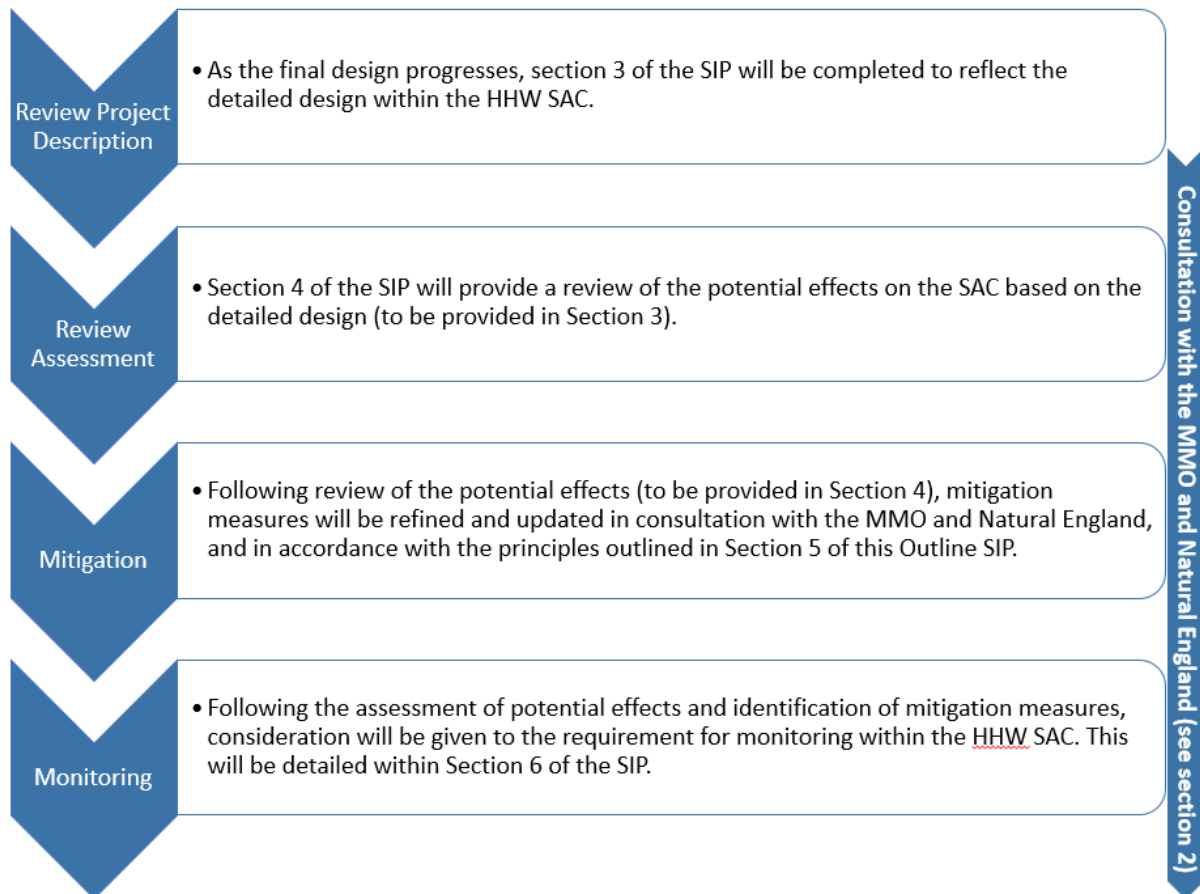 Review Project
Description
• As the final design progresses, section 3 of the SIP will be completed to reflect the
detailed design within the HHW SAC.
Review
Assessment
• Section 4 of the SIP will provide a review of the potential effects on the SAC based on the
detailed design (to be provided in Section 3).
Mitigation
• Following review of the potential effects (to be provided in Section 4), mitigation
measures will be refined and updated in consultation with the MMO and Natural England,
and in accordance with the principles outlined in Section 5 of this Outline SIP.
Monitoring
• Following the assessment of potential effects and identification of mitigation measures,
consideration will be given to the requirement for monitoring within the HHW SAC. This
will be detailed within Section 6 of the SIP.
Consultation with the MMO and Natural England (see section 2)